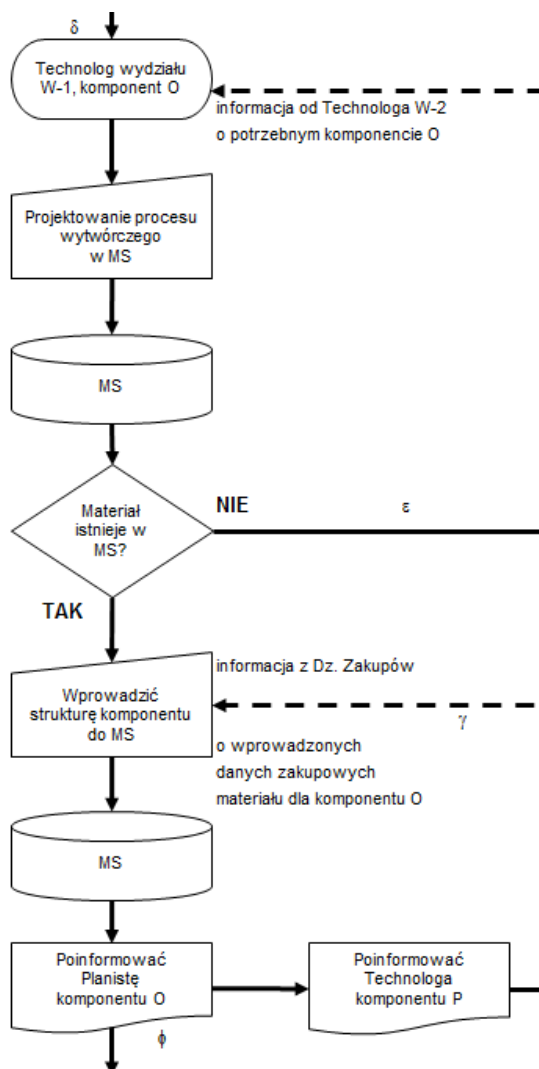 δ
Technolog wydziału
W-1, komponent O
informacja od Technologa W-2
o potrzebnym komponencie O
Projektowanie procesu
wytwórczego
w MS
MS
Materiał
istnieje w
MS?
NIE
ε
TAK
informacja z Dz. Zakupów
Wprowadzić
strukturę komponentu
do MS
γ
o wprowadzonych
danych zakupowych
materiału dla komponentu O
MS
Poinformować
Planistę
komponentu O
Poinformować
Technologa
komponentu P
ϕ